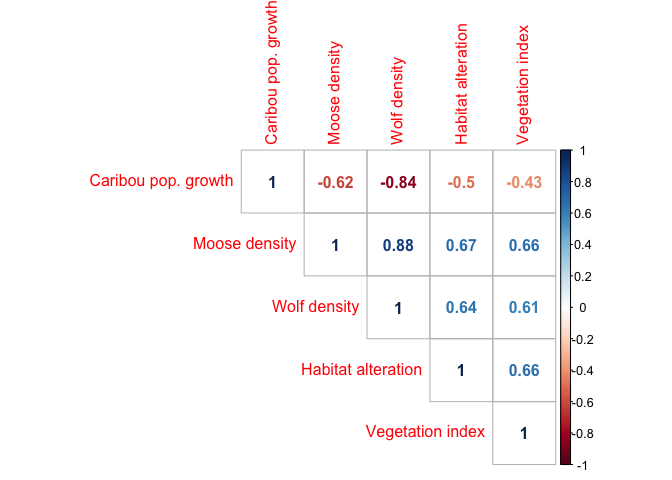 Caribou pop. growth
Moose density
Wolf density
Habitat alteration
Vegetation index
Caribou pop. growth 1 -0.62 -0.84 -0.5 -0.43
Moose density 1 0.88 0.67 0.66
Wolf density 1 0.64 0.61
Habitat alteration 1 0.66
Vegetation index 1
1
0.8
0.6
0.4
0.2
0
-0.2
-0.4
-0.6
-0.8
-1